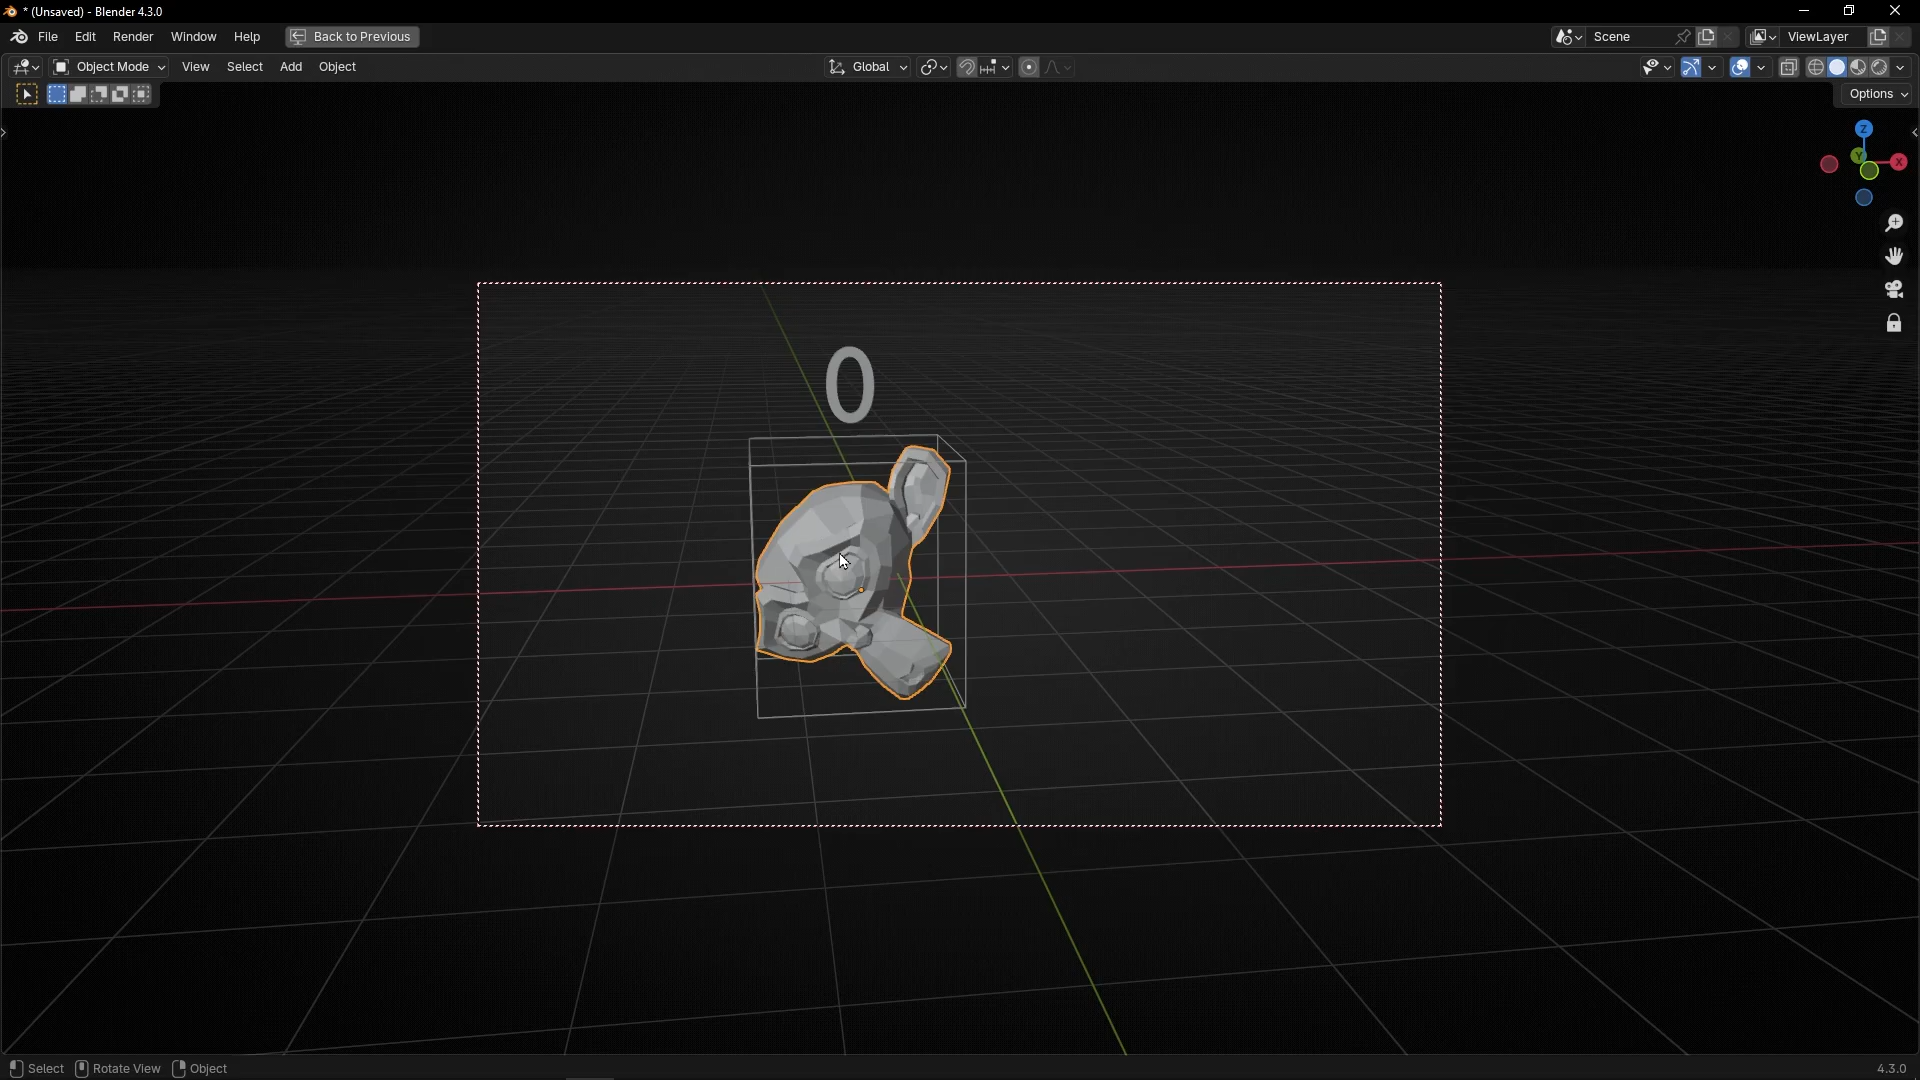 * (Unsaved) - Blender 4.3.0
File Edit Render Window Help Back to Previous Scene ViewLayer
Object Mode View Select Add Object Global
Options
Z
Y X
0
Select Rotate View Object 4.3.0